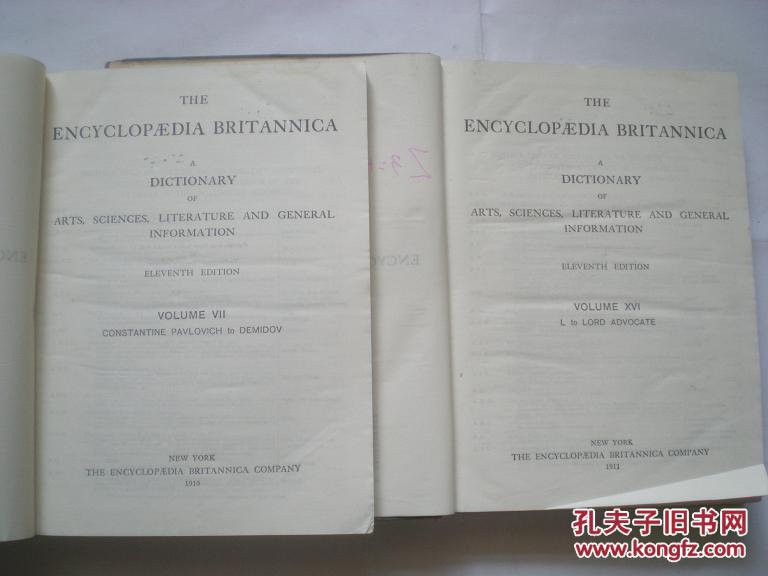 THE
ENCYCLOPÆDIA BRITANNICA
A
DICTIONARY
OF
ARTS, SCIENCES, LITERATURE AND GENERAL
INFORMATION
ELEVENTH EDITION
VOLUME VII
CONSTANTINE PAVLOVICH to DEMIDOV
NEW YORK
THE ENCYCLOPÆDIA BRITANNICA COMPANY
1910
THE
ENCYCLOPÆDIA BRITANNICA
A
DICTIONARY
OF
ARTS, SCIENCES, LITERATURE AND GENERAL
INFORMATION
ELEVENTH EDITION
VOLUME XVI
L to LORD ADVOCATE
NEW YORK
THE ENCYCLOPÆDIA BRITANNICA COMPANY
1911
孔夫子旧书网
www.kongfz.com